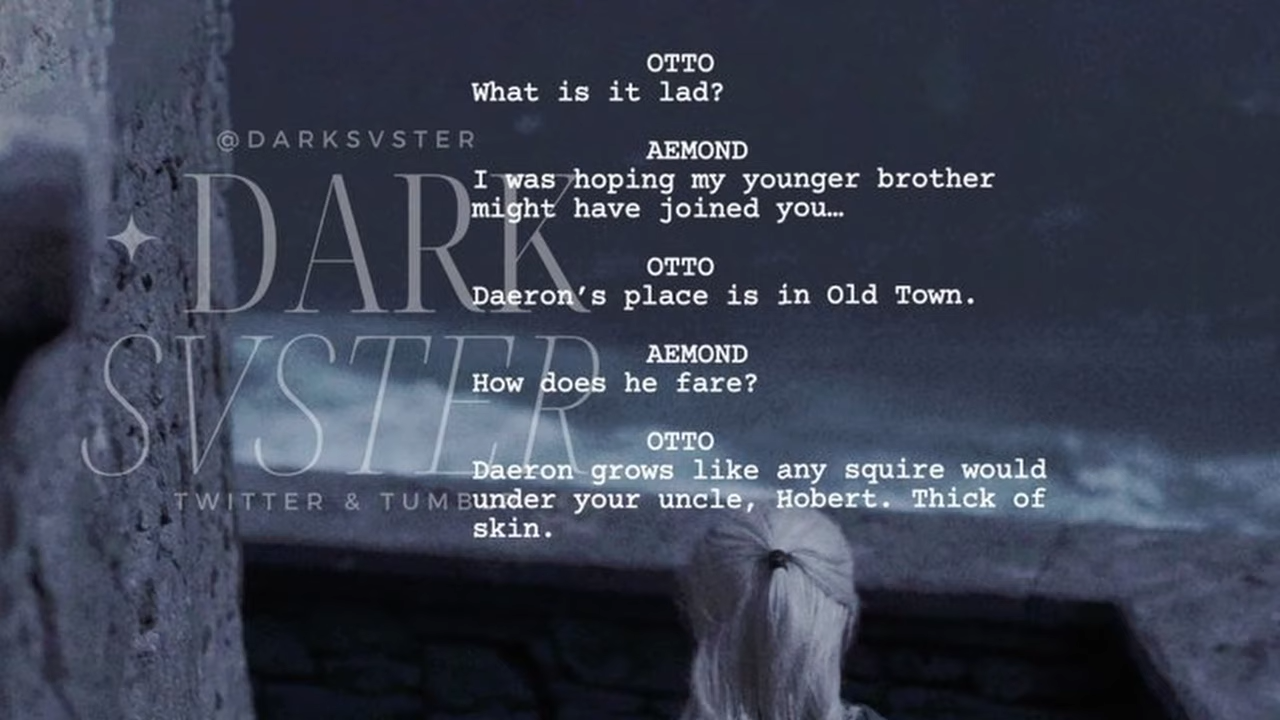 OTTO
What is it lad?
@DARKSVSTER
AEMOND
I was hoping my younger brother
might have joined you…
DARK
OTTO
Daeron’s place is in Old Town.
SVSTER
AEMOND
How does he fare?
OTTO
Daeron grows like any squire would
under your uncle, Hobert. Thick of
skin.
TWITTER &